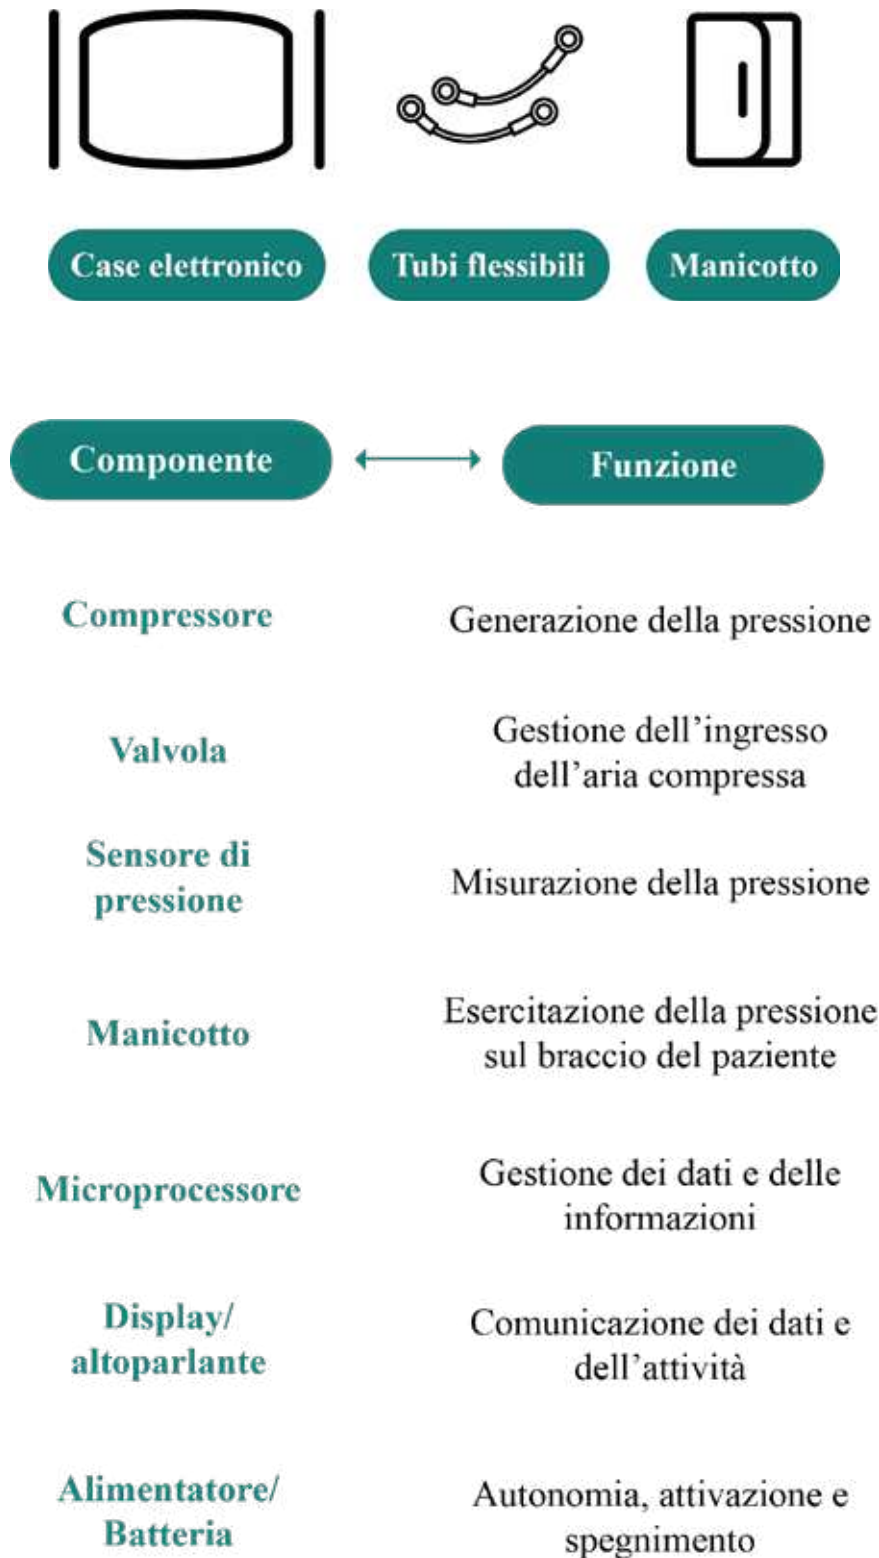 Case elettronico
Tubi flessibili
Manicotto
Componente
Funzione
Compressore
Generazione della pressione
Valvola
Gestione dell’ingresso
dell’aria compressa
Sensore di
pressione
Misurazione della pressione
Manicotto
Esercitazione della pressione
sul braccio del paziente
Microprocessore
Gestione dei dati e delle
informazioni
Display/
altoparlante
Comunicazione dei dati e
dell’attività
Alimentatore/
Batteria
Autonomia, attivazione e
spegnimento